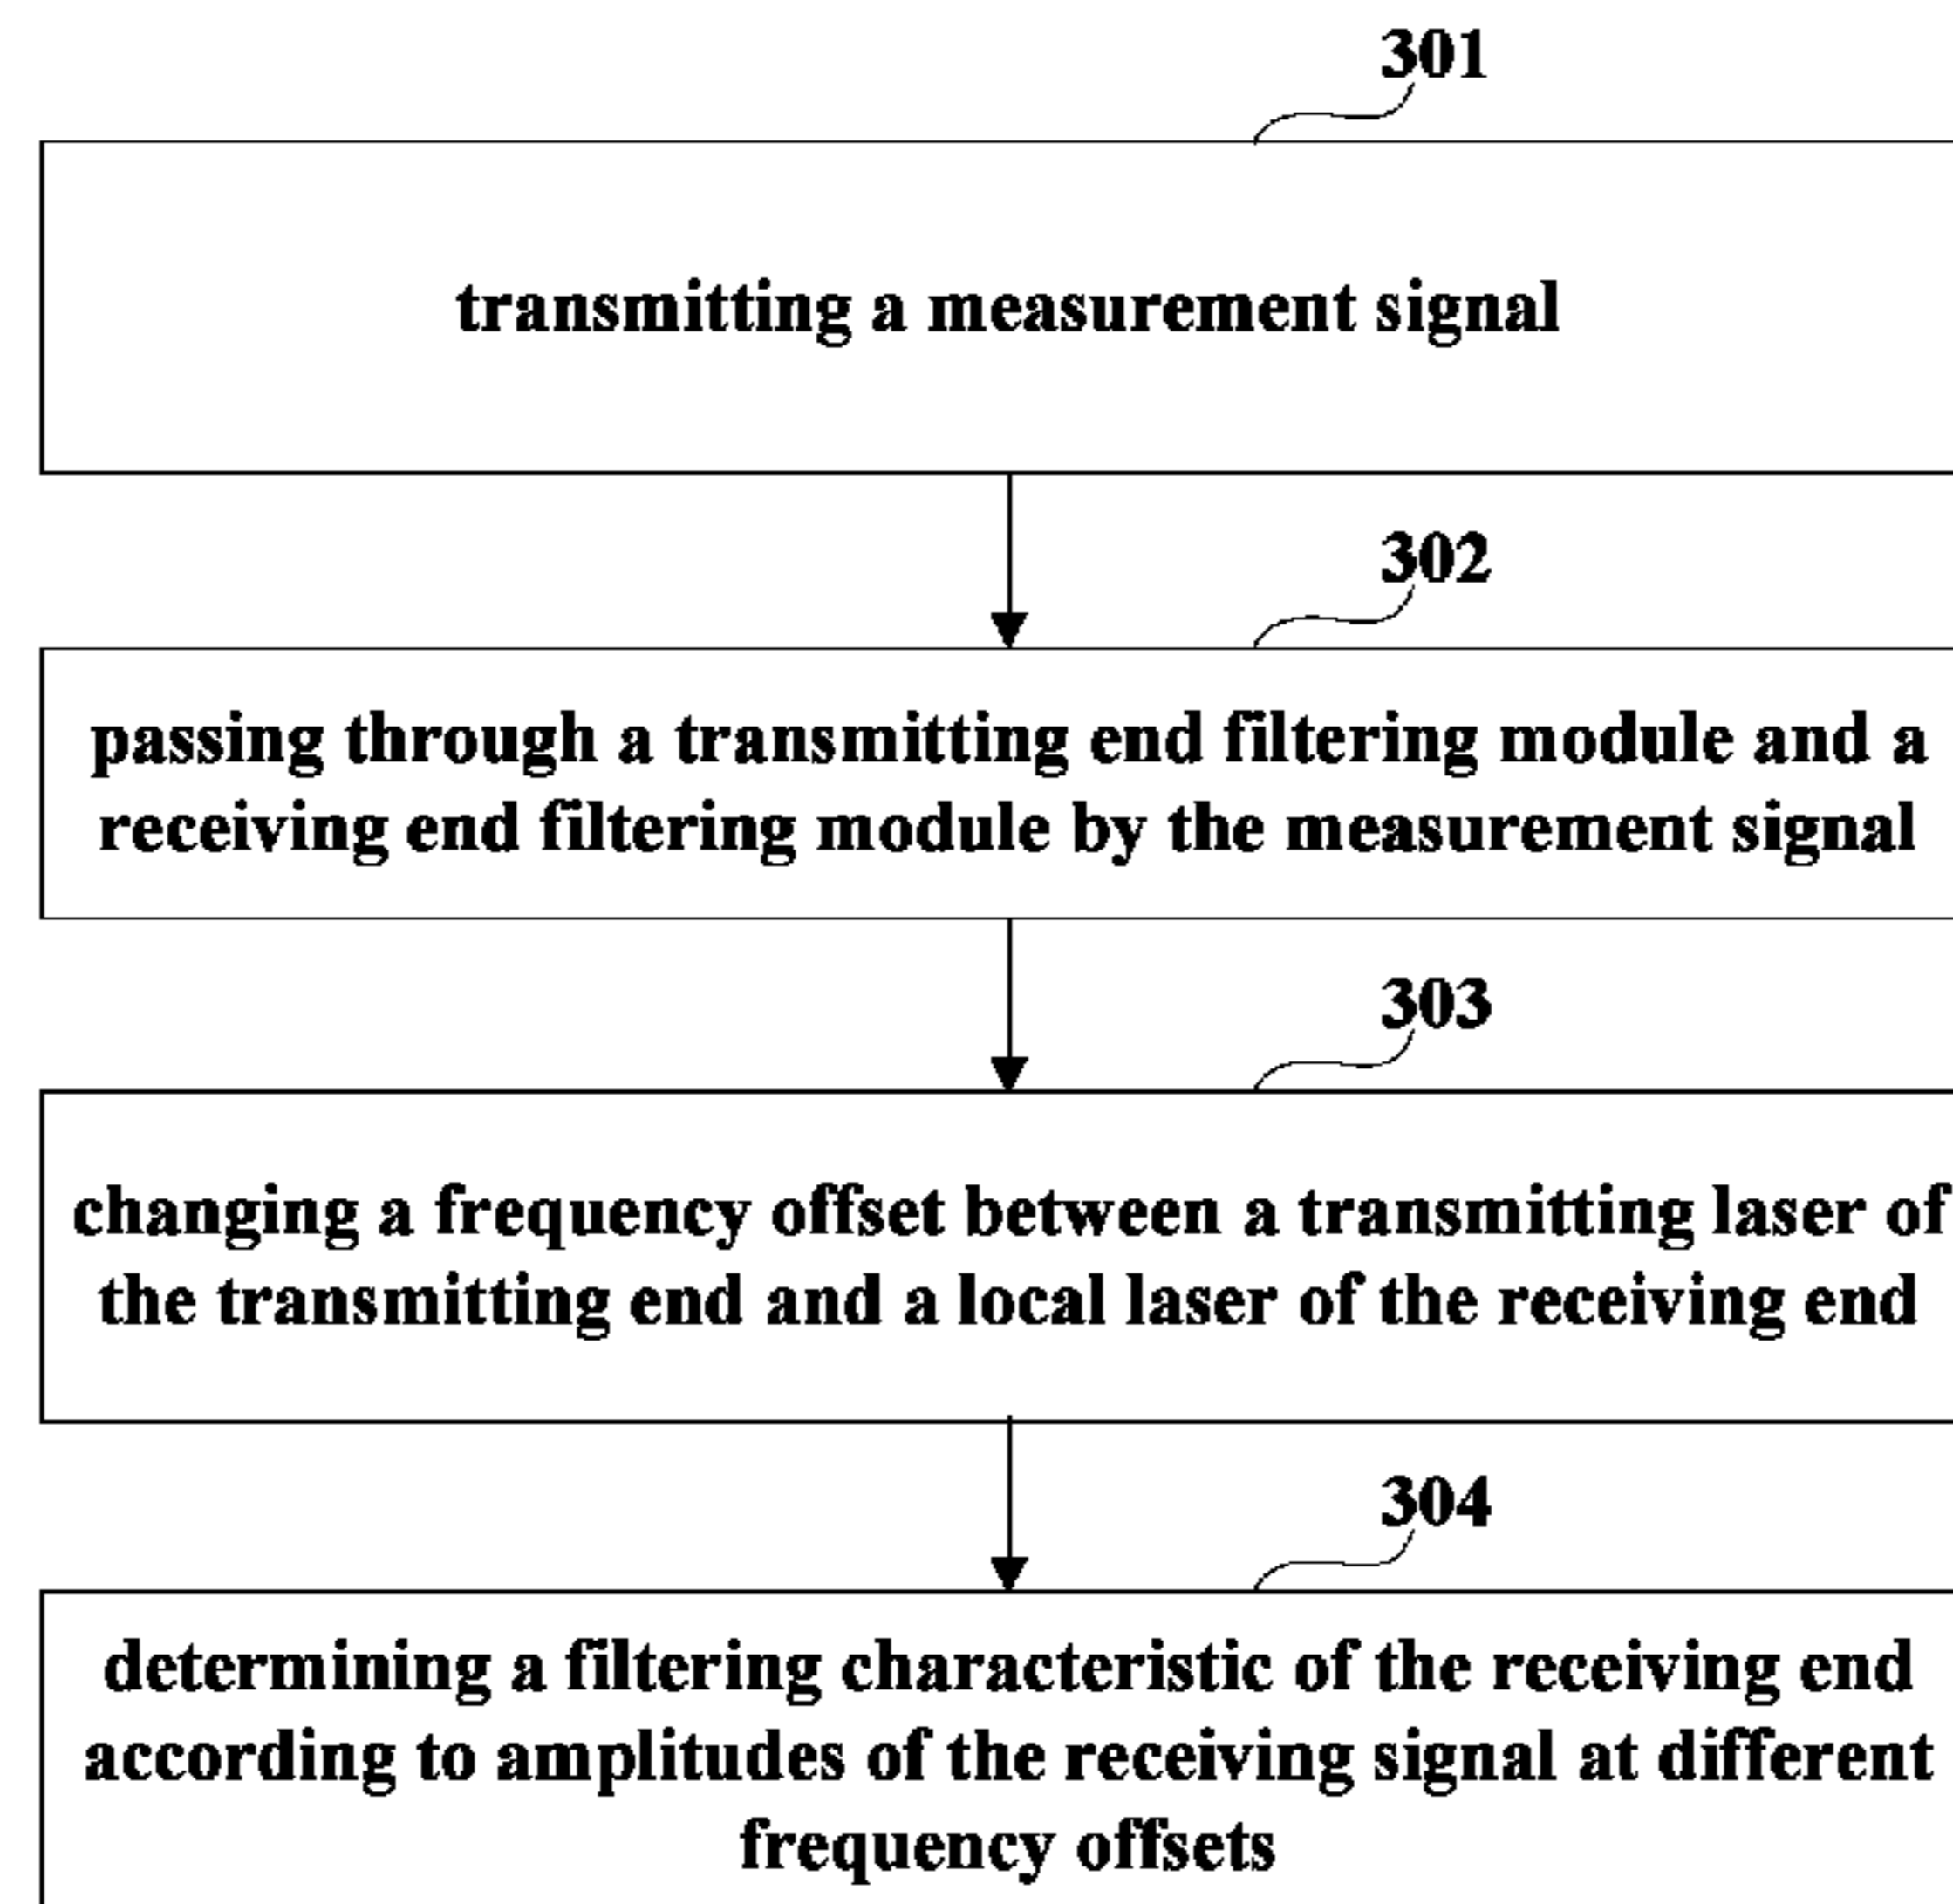 301
transmitting a measurement signal
302
passing through a transmitting end filtering module and a
receiving end filtering module by the measurement signal
303
changing a frequency offset between a transmitting laser of
the transmitting end and a local laser of the receiving end
304
determining a filtering characteristic of the receiving end
according to amplitudes of the receiving signal at different
frequency offsets